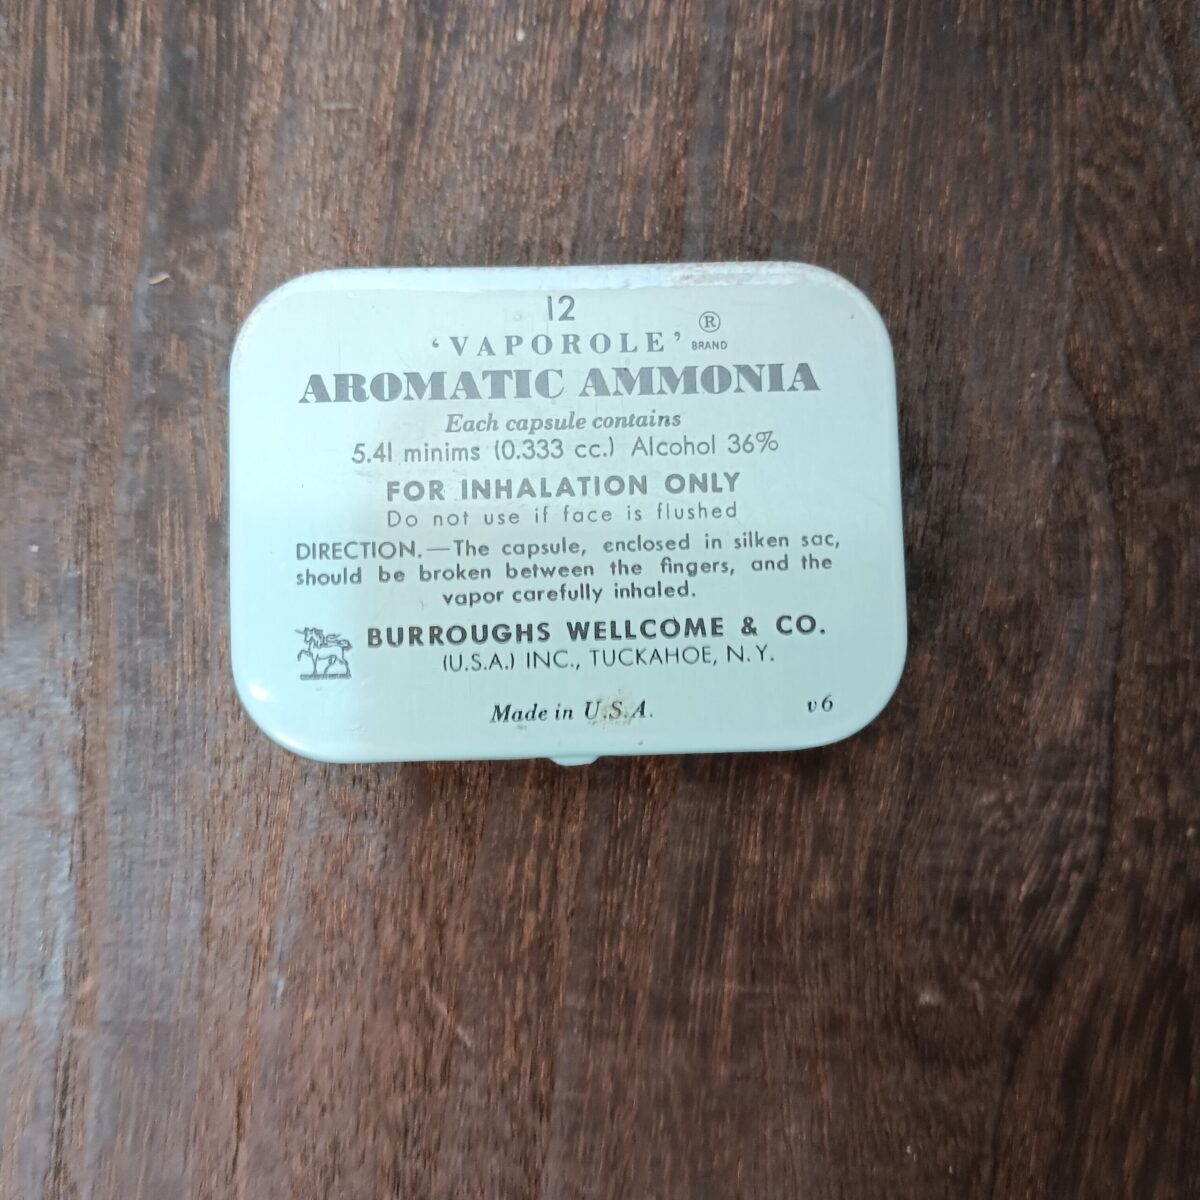 12
'VAPOROLE' ® BRAND
AROMATIC AMMONIA
Each capsule contains
5.41 minims (0.333 cc.) Alcohol 36%
FOR INHALATION ONLY
Do not use if face is flushed
DIRECTION.—The capsule, enclosed in silken sac,
should be broken between the fingers, and the
vapor carefully inhaled.
BURROUGHS WELLCOME & CO.
(U.S.A.) INC., TUCKAHOE, N.Y.
Made in U.S.A.
v6